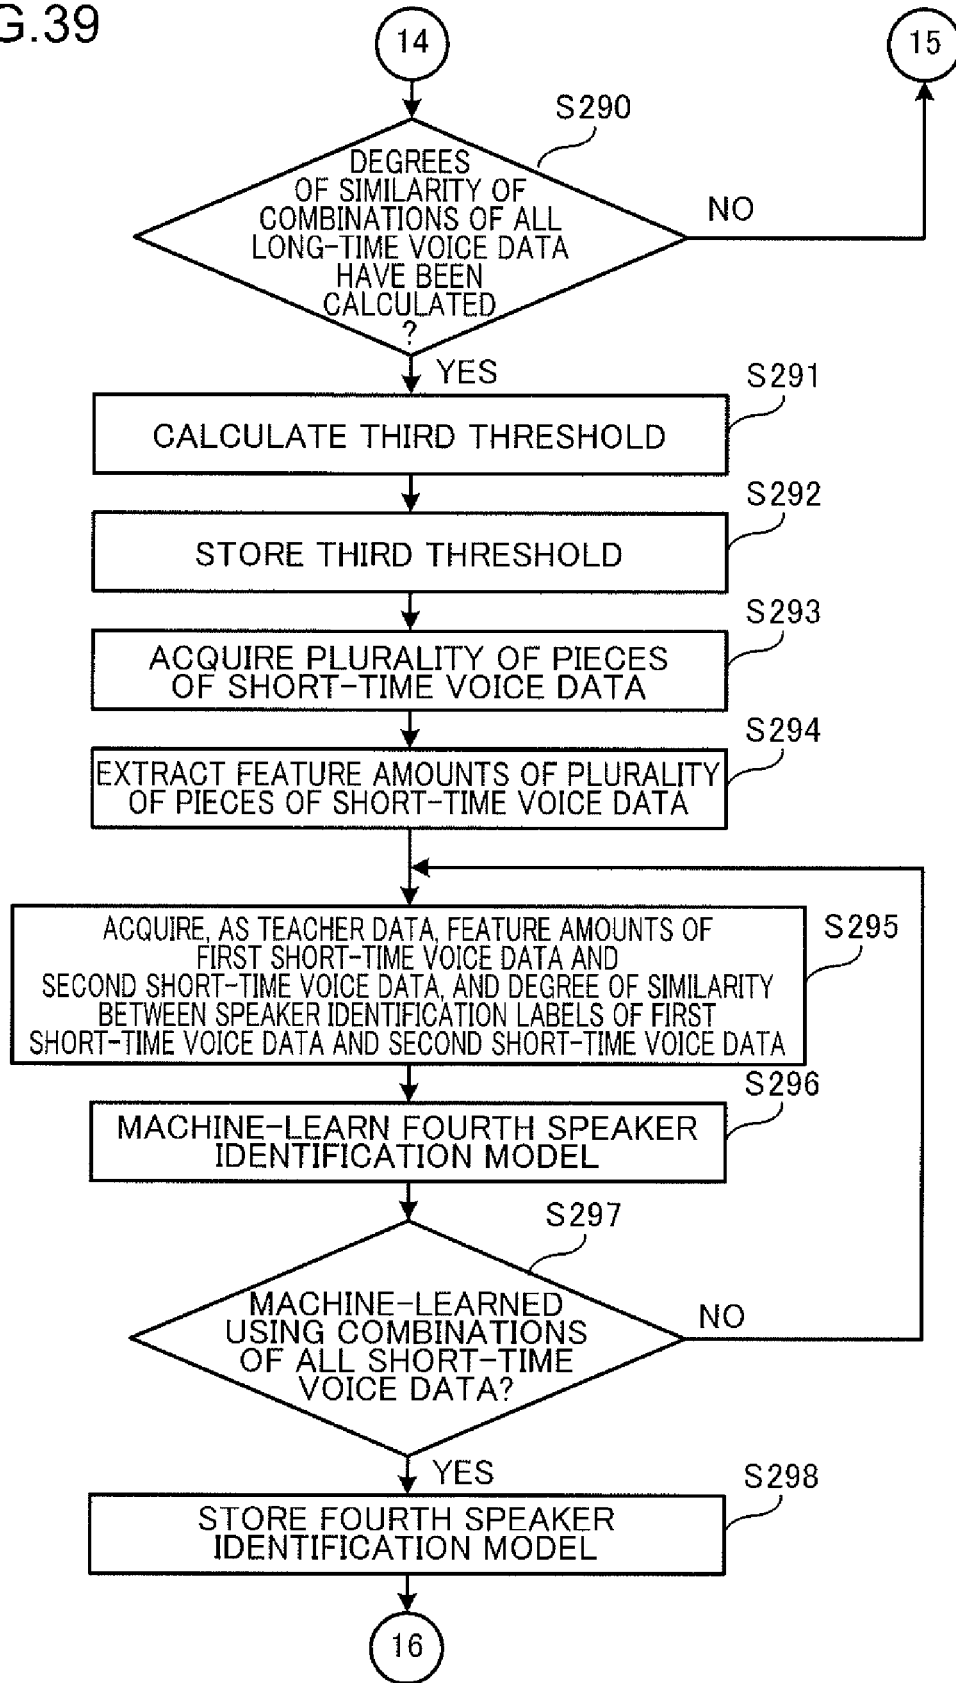 G.39
14
15
S290
DEGREES
OF SIMILARITY OF
COMBINATIONS OF ALL
LONG-TIME VOICE DATA
HAVE BEEN
CALCULATED
?
NO
YES
S291
CALCULATE THIRD THRESHOLD
S292
STORE THIRD THRESHOLD
S293
ACQUIRE PLURALITY OF PIECES
OF SHORT-TIME VOICE DATA
S294
EXTRACT FEATURE AMOUNTS OF PLURALITY
OF PIECES OF SHORT-TIME VOICE DATA
S295
ACQUIRE, AS TEACHER DATA, FEATURE AMOUNTS OF
FIRST SHORT-TIME VOICE DATA AND
SECOND SHORT-TIME VOICE DATA, AND DEGREE OF SIMILARITY
BETWEEN SPEAKER IDENTIFICATION LABELS OF FIRST
SHORT-TIME VOICE DATA AND SECOND SHORT-TIME VOICE DATA
S296
MACHINE-LEARN FOURTH SPEAKER
IDENTIFICATION MODEL
S297
MACHINE-LEARNED
USING COMBINATIONS
OF ALL SHORT-TIME
VOICE DATA?
NO
YES
S298
STORE FOURTH SPEAKER
IDENTIFICATION MODEL
16